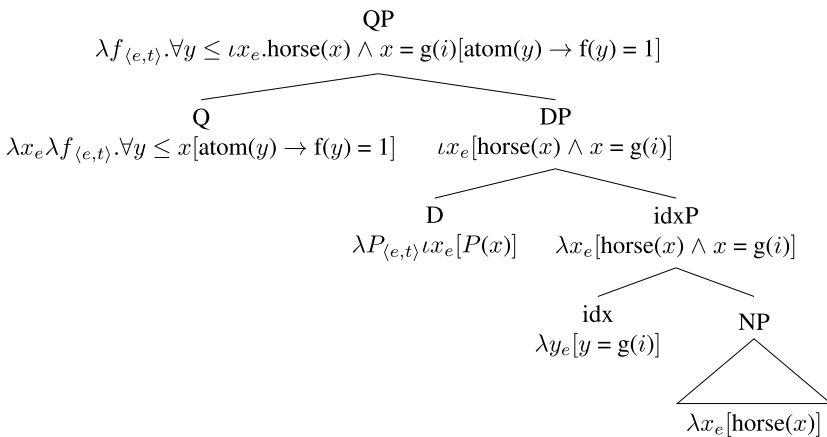 QP
λf⟨e,t⟩.∀y ≤ ιxₑ.horse(x) ∧ x = g(i)[atom(y) → f(y) = 1]
Q DP
λxₑλf⟨e,t⟩.∀y ≤ x[atom(y) → f(y) = 1] ιxₑ[horse(x) ∧ x = g(i)]
D idxP
λP⟨e,t⟩ιxₑ[P(x)] λxₑ[horse(x) ∧ x = g(i)]
idx NP
λyₑ[y = g(i)]
λxₑ[horse(x)]